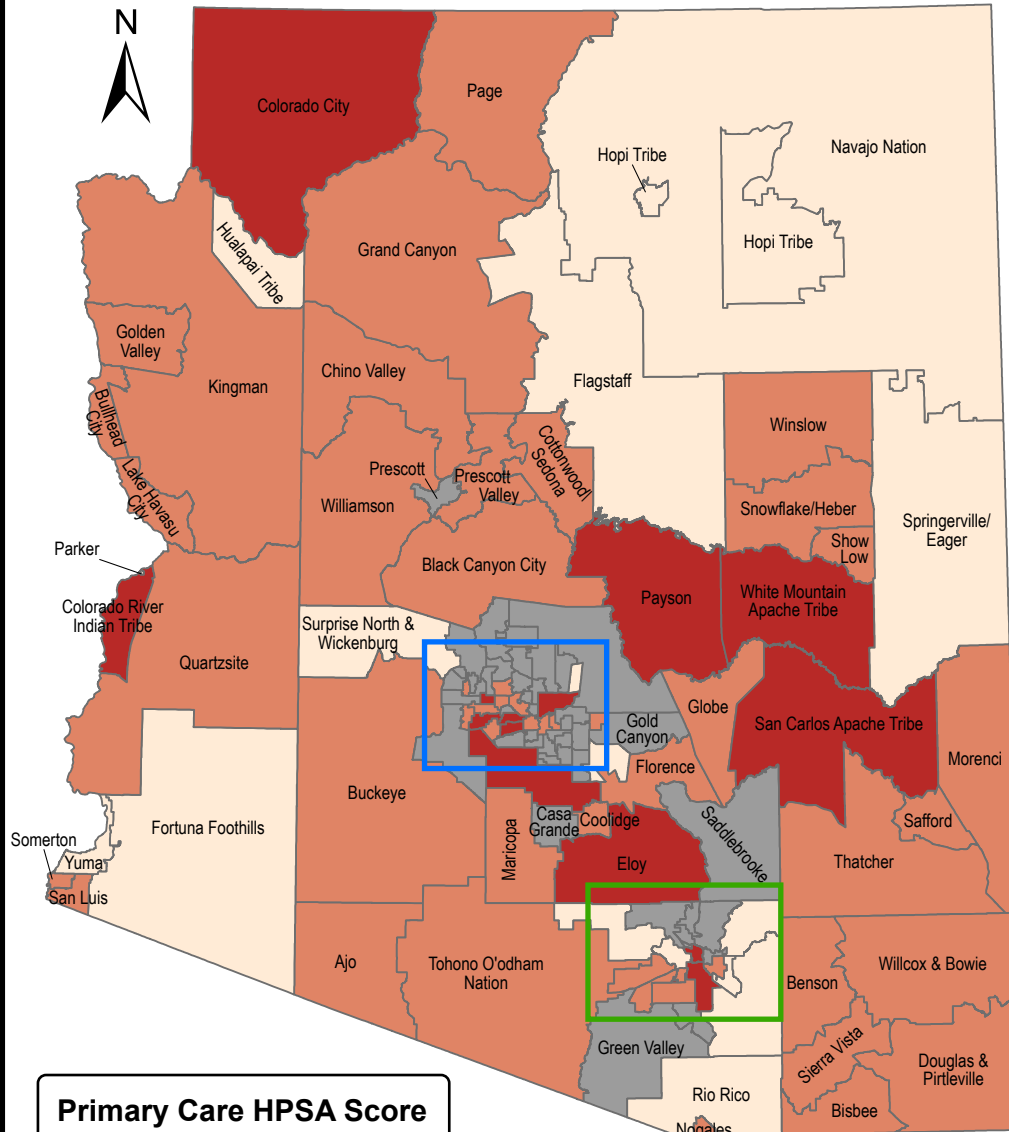 N
Colorado City
Page
Navajo Nation
Hopi Tribe
Hopi Tribe
Hualapai Tribe
Grand Canyon
Golden
Valley
Kingman
Chino Valley
Flagstaff
Bullhead
City
Winslow
Cottonwood/
Sedona
Prescott
Prescott
Valley
Lake Havasu
City
Williamson
Snowflake/Heber
Springerville/
Eager
Show
Low
Parker
Black Canyon City
Payson
White Mountain
Apache Tribe
Colorado River
Indian Tribe
Surprise North &
Wickenburg
Quartzsite
Globe
San Carlos Apache Tribe
Gold
Canyon
Morenci
Florence
Buckeye
Fortuna Foothills
Casa
Grande
Coolidge
Saddlebrooke
Safford
Somerton
Yuma
Maricopa
Eloy
Thatcher
San Luis
Ajo
Tohono O'odham
Nation
Willcox & Bowie
Benson
Green Valley
Sierra Vista
Douglas &
Pirtleville
Rio Rico
Bisbee
Nogales
Primary Care HPSA Score